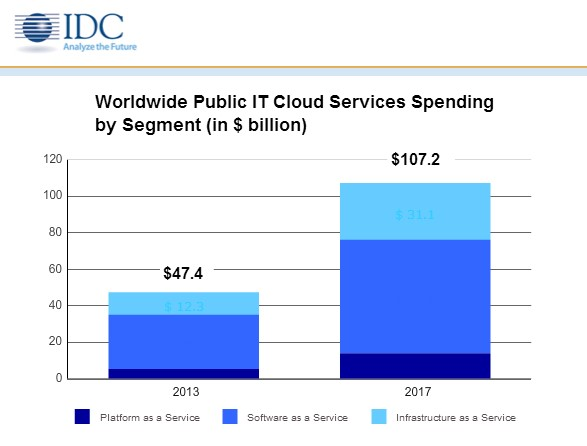 IDC
Analyze the Future
Worldwide Public IT Cloud Services Spending
by Segment (in $ billion)
120
$107.2
100
$ 31.1
80
60
$47.4
40
$ 12.3
20
0
2013
2017
Platform as a Service
Software as a Service
Infrastructure as a Service